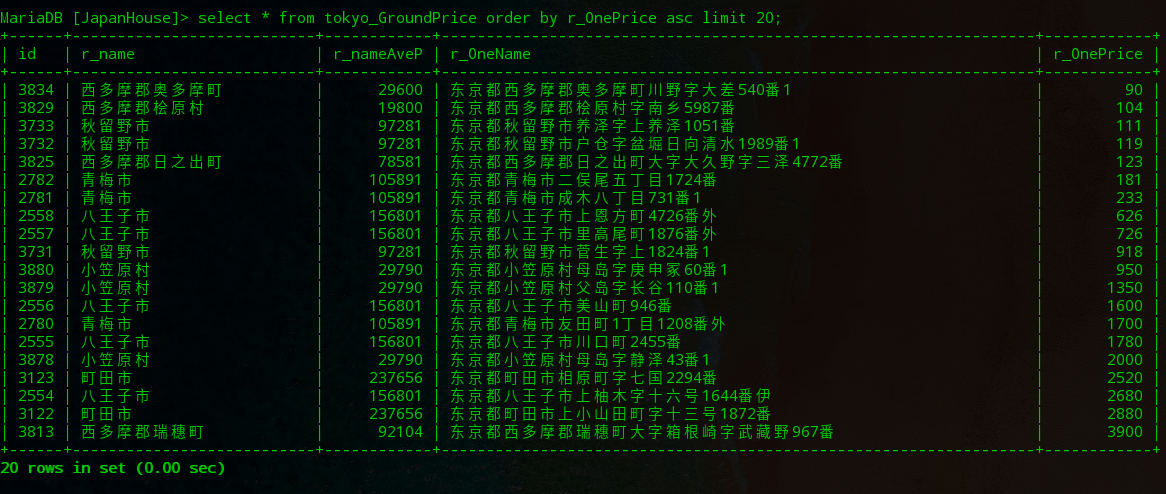 MariaDB [JapanHouse]> select * from tokyo_GroundPrice order by r_OnePrice asc limit 20;
+------+---------------------------+------------+------------------------------------------------------------------+------------+
| id | r_name | r_nameAveP | r_OneName | r_OnePrice |
+------+---------------------------+------------+------------------------------------------------------------------+------------+
| 3834 | 西多摩郡奥多摩町 | 29600 | 东京都西多摩郡奥多摩町川野字大差540番1 | 90 |
| 3829 | 西多摩郡桧原村 | 19800 | 东京都西多摩郡桧原村字南乡5987番 | 104 |
| 3733 | 秋留野市 | 97281 | 东京都秋留野市养泽字上养泽1051番 | 111 |
| 3732 | 秋留野市 | 97281 | 东京都秋留野市户仓字盆堀日向清水1989番1 | 119 |
| 3825 | 西多摩郡日之出町 | 78581 | 东京都西多摩郡日之出町大字大久野字三泽4772番 | 123 |
| 2782 | 青梅市 | 105891 | 东京都青梅市二俣尾五丁目1724番 | 181 |
| 2781 | 青梅市 | 105891 | 东京都青梅市成木八丁目731番1 | 233 |
| 2558 | 八王子市 | 156801 | 东京都八王子市上恩方町4726番外 | 626 |
| 2557 | 八王子市 | 156801 | 东京都八王子市里高尾町1876番外 | 726 |
| 3731 | 秋留野市 | 97281 | 东京都秋留野市菅生字上1824番1 | 918 |
| 3880 | 小笠原村 | 29790 | 东京都小笠原村母岛字庚申冢60番1 | 950 |
| 3879 | 小笠原村 | 29790 | 东京都小笠原村父岛字长谷110番1 | 1350 |
| 2556 | 八王子市 | 156801 | 东京都八王子市美山町946番 | 1600 |
| 2780 | 青梅市 | 105891 | 东京都青梅市友田町1丁目1208番外 | 1700 |
| 2555 | 八王子市 | 156801 | 东京都八王子市川口町2455番 | 1780 |
| 3878 | 小笠原村 | 29790 | 东京都小笠原村母岛字静泽43番1 | 2000 |
| 3123 | 町田市 | 237656 | 东京都町田市相原町字七国2294番 | 2520 |
| 2554 | 八王子市 | 156801 | 东京都八王子市上柚木字十六号1644番伊 | 2680 |
| 3122 | 町田市 | 237656 | 东京都町田市上小山田町字十三号1872番 | 2880 |
| 3813 | 西多摩郡瑞穗町 | 92104 | 东京都西多摩郡瑞穗町大字箱根崎字武藏野967番 | 3900 |
+------+---------------------------+------------+------------------------------------------------------------------+------------+
20 rows in set (0.00 sec)